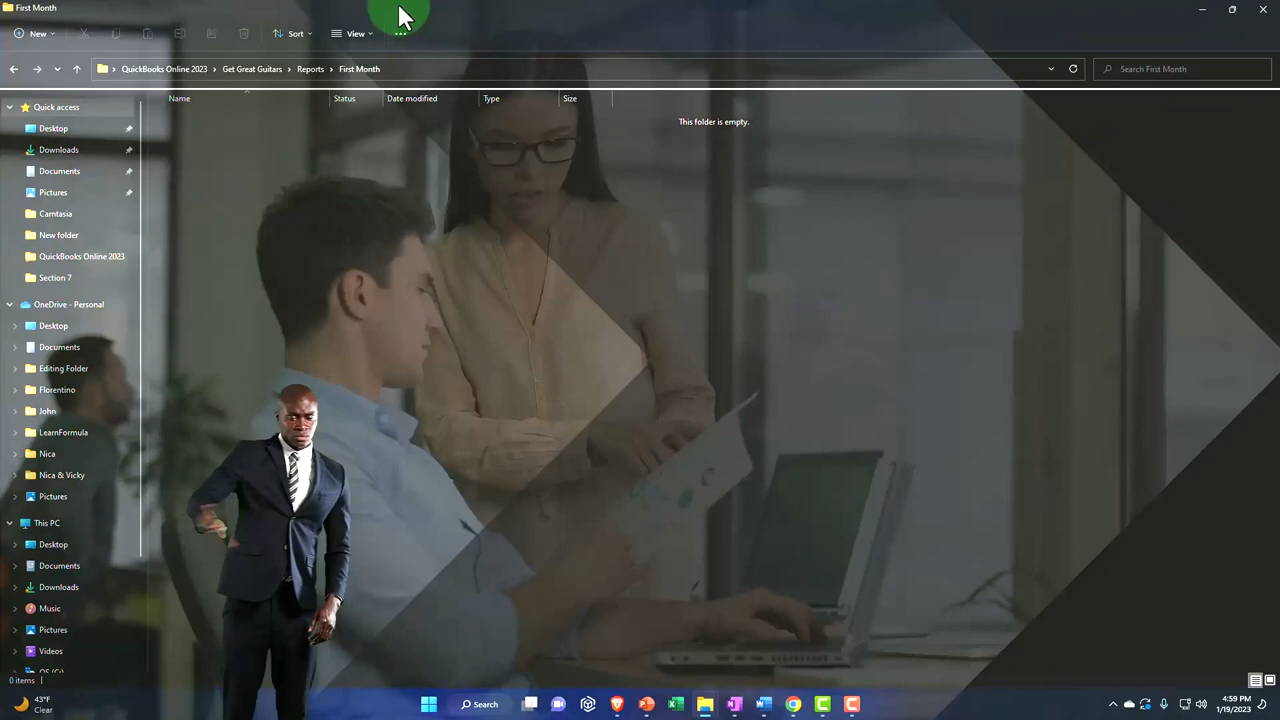 First Month
New
Sort
View
QuickBooks Online 2023 > Get Great Guitars > Reports > First Month
Search First Month
Name Status Date modified Type Size
This folder is empty.
Quick access
Desktop
Downloads
Documents
Pictures
Camtasia
New folder
QuickBooks Online 2023
Section 7
OneDrive - Personal
Desktop
Documents
Editing Folder
Florentino
John
LearnFormula
Nica
Nica & Vicky
Pictures
This PC
Desktop
Documents
Downloads
Music
Pictures
Videos
0 items
43°F
Clear
Search
4:59 PM
1/19/2023